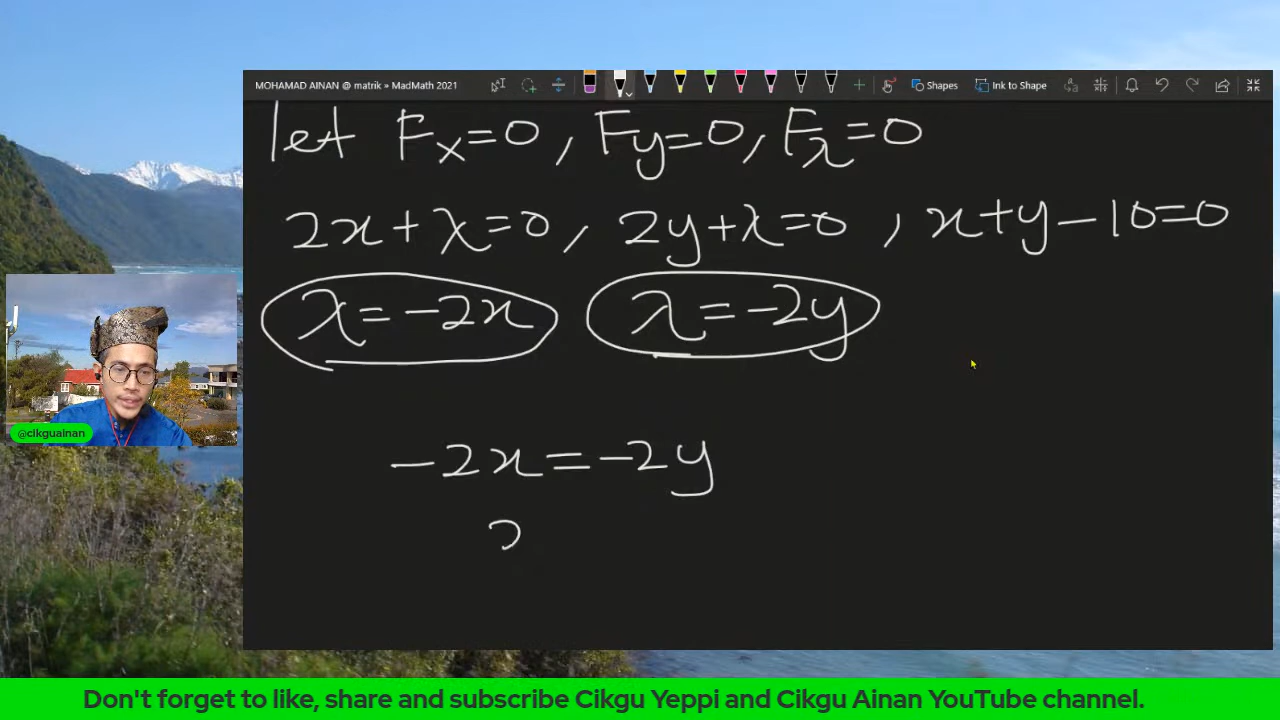 MOHAMAD AINAN @ matrik » MadMath 2021
Shapes
Ink to Shape
let Fx=0, Fy=0, Fλ=0
2x+λ=0, 2y+λ=0, x+y-10=0
λ=-2x λ=-2y
-2x=-2y
@cikguainan
Don't forget to like, share and subscribe Cikgu Yeppi and Cikgu Ainan YouTube channel.